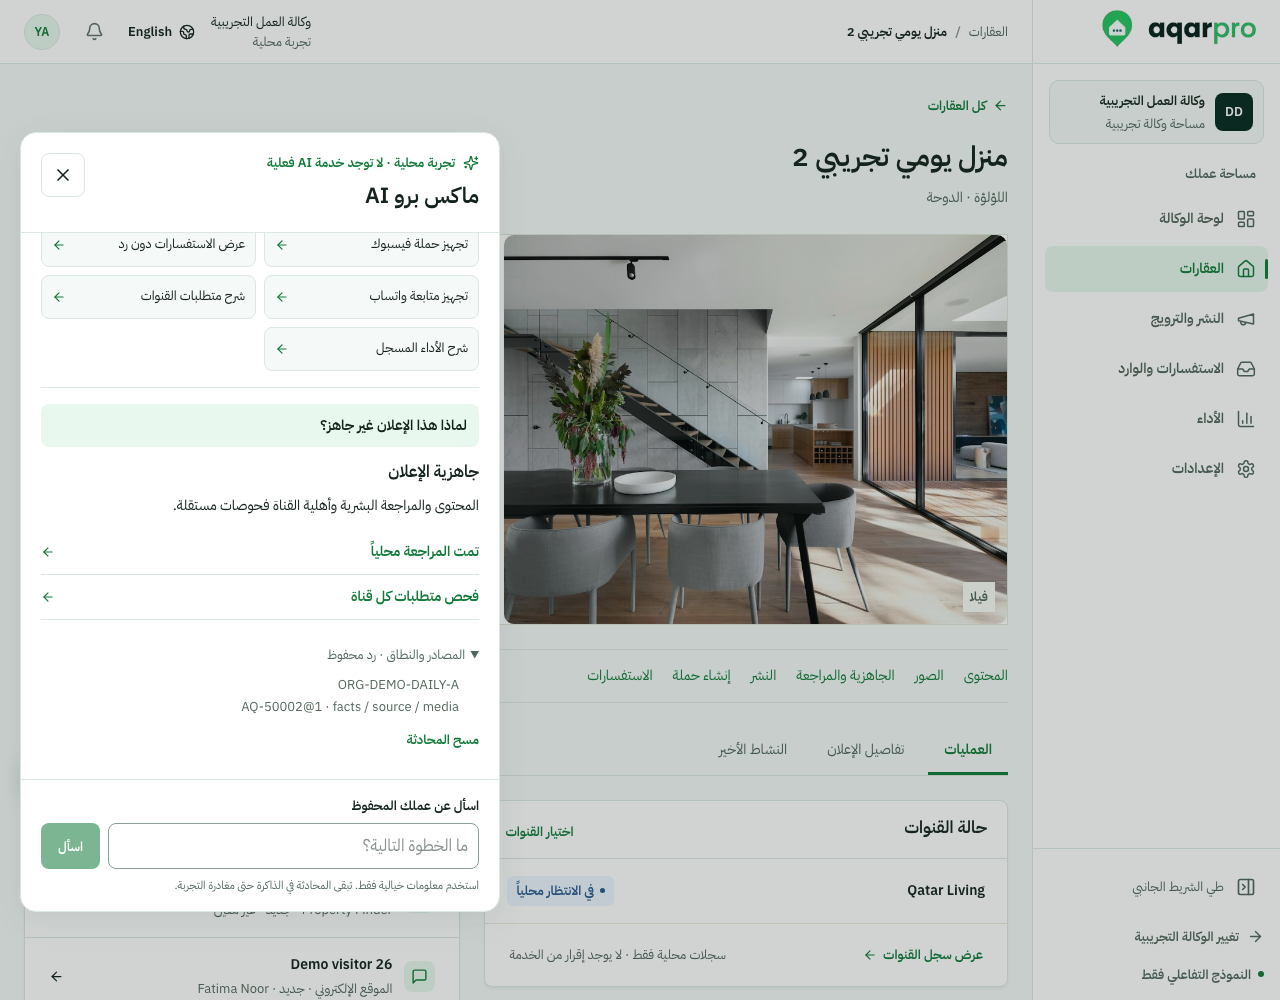 aqarpro
DD
وكالة العمل التجريبية
مساحة وكالة تجريبية
مساحة عملك
لوحة الوكالة
العقارات
النشر والترويج
الاستفسارات والوارد
الأداء
الإعدادات
طي الشريط الجانبي
تغيير الوكالة التجريبية
النموذج التفاعلي فقط
العقارات / منزل يومي تجريبي 2
وكالة العمل التجريبية
تجربة محلية
English
YA
كل العقارات
منزل يومي تجريبي 2
اللؤلؤة · الدوحة
فيلا
المحتوى
الصور
الجاهزية والمراجعة
النشر
إنشاء حملة
الاستفسارات
العمليات
تفاصيل الإعلان
النشاط الأخير
حالة القنوات
اختيار القنوات
Qatar Living
في الانتظار محلياً
عرض سجل القنوات
سجلات محلية فقط · لا يوجد إقرار من الخدمة
Demo visitor 26
الموقع الإلكتروني · جديد · Fatima Noor
تجربة محلية · لا توجد خدمة AI فعلية
ماكس برو AI
تجهيز حملة فيسبوك
عرض الاستفسارات دون رد
تجهيز متابعة واتساب
شرح متطلبات القنوات
شرح الأداء المسجل
لماذا هذا الإعلان غير جاهز؟
جاهزية الإعلان
المحتوى والمراجعة البشرية وأهلية القناة فحوصات مستقلة.
تمت المراجعة محلياً
فحص متطلبات كل قناة
▼ المصادر والنطاق · رد محفوظ
ORG-DEMO-DAILY-A
AQ-50002@1 · facts / source / media
مسح المحادثة
اسأل عن عملك المحفوظ
ما الخطوة التالية؟
اسأل
استخدم معلومات خيالية فقط. تبقى المحادثة في الذاكرة حتى مغادرة التجربة.